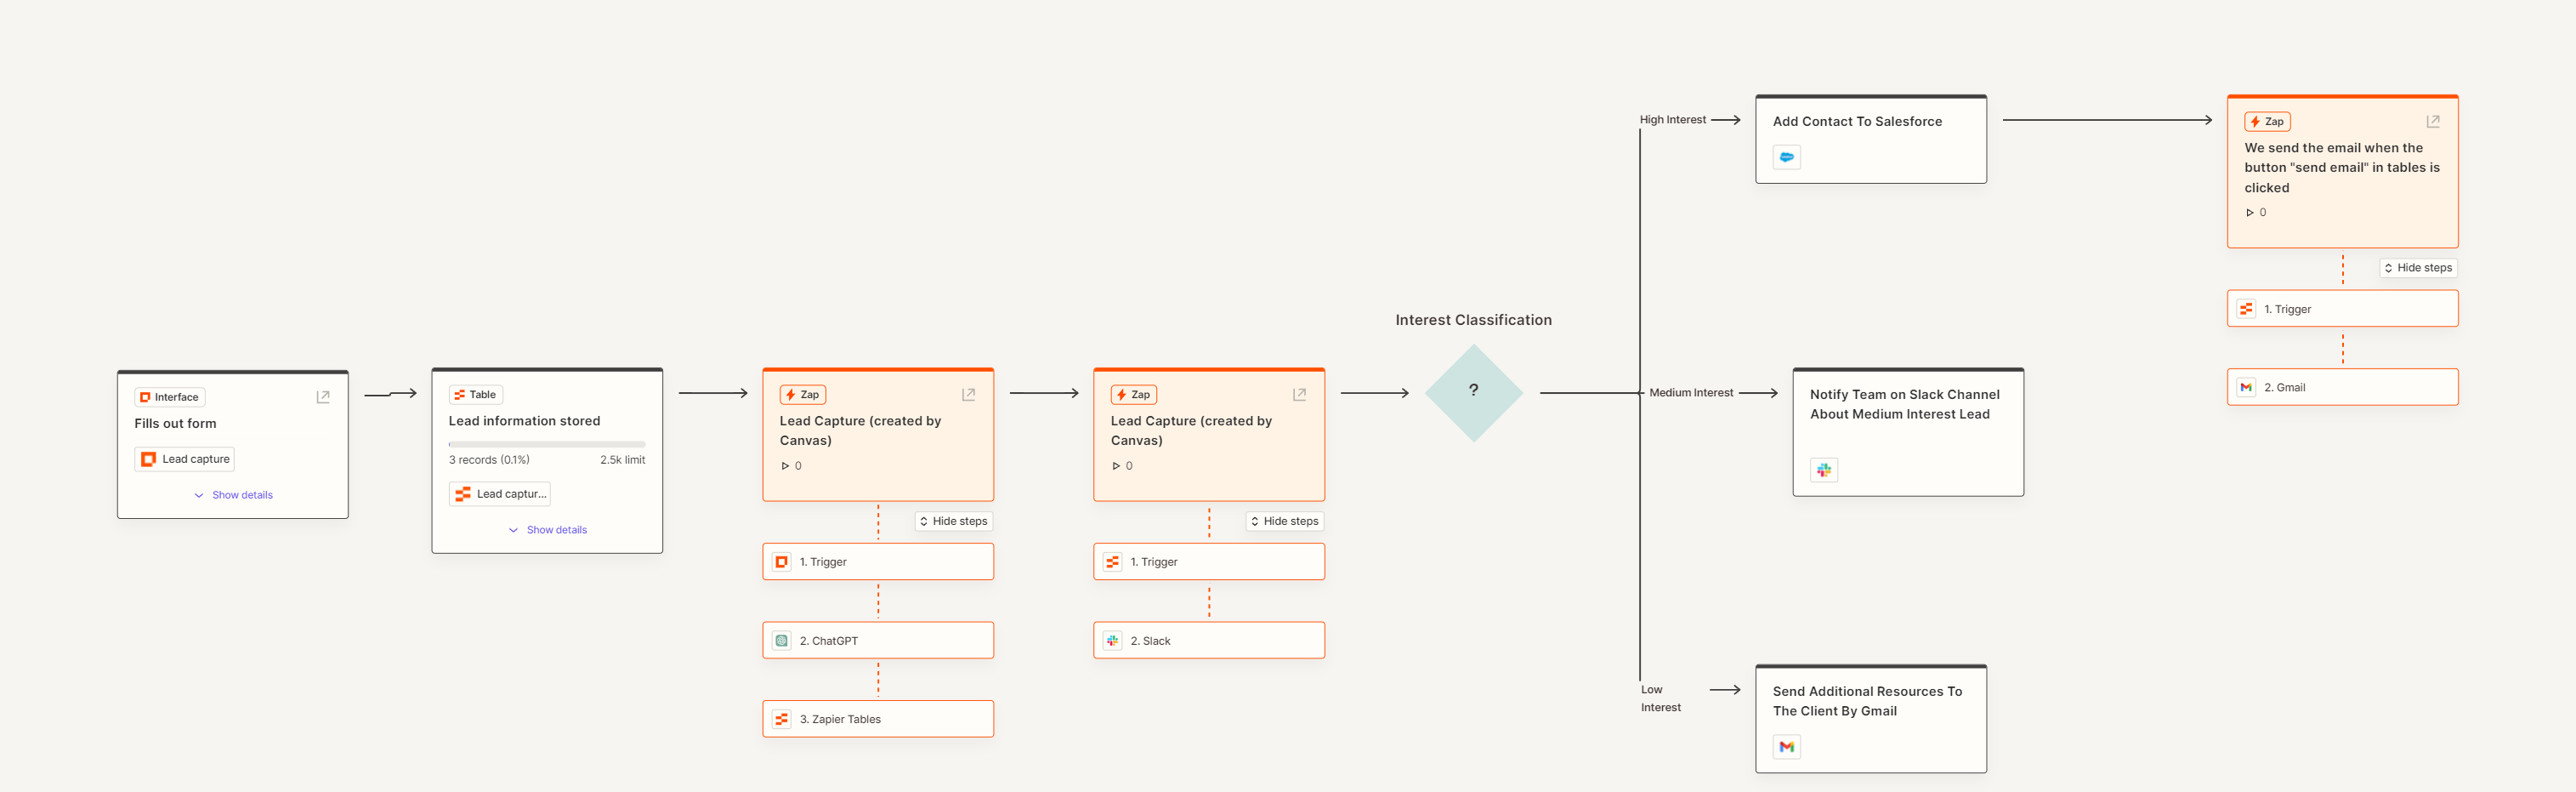 Interface
Fills out form
Lead capture
Show details
Table
Lead information stored
3 records (0.1%) 2.5k limit
Lead captur...
Show details
Zap
Lead Capture (created by
Canvas)
0
Hide steps
1. Trigger
2. ChatGPT
3. Zapier Tables
Zap
Lead Capture (created by
Canvas)
0
Hide steps
1. Trigger
2. Slack
Interest Classification
?
High Interest
Add Contact To Salesforce
Zap
We send the email when the
button "send email" in tables is
clicked
0
Hide steps
1. Trigger
2. Gmail
Medium Interest
Notify Team on Slack Channel
About Medium Interest Lead
Low
Interest
Send Additional Resources To
The Client By Gmail